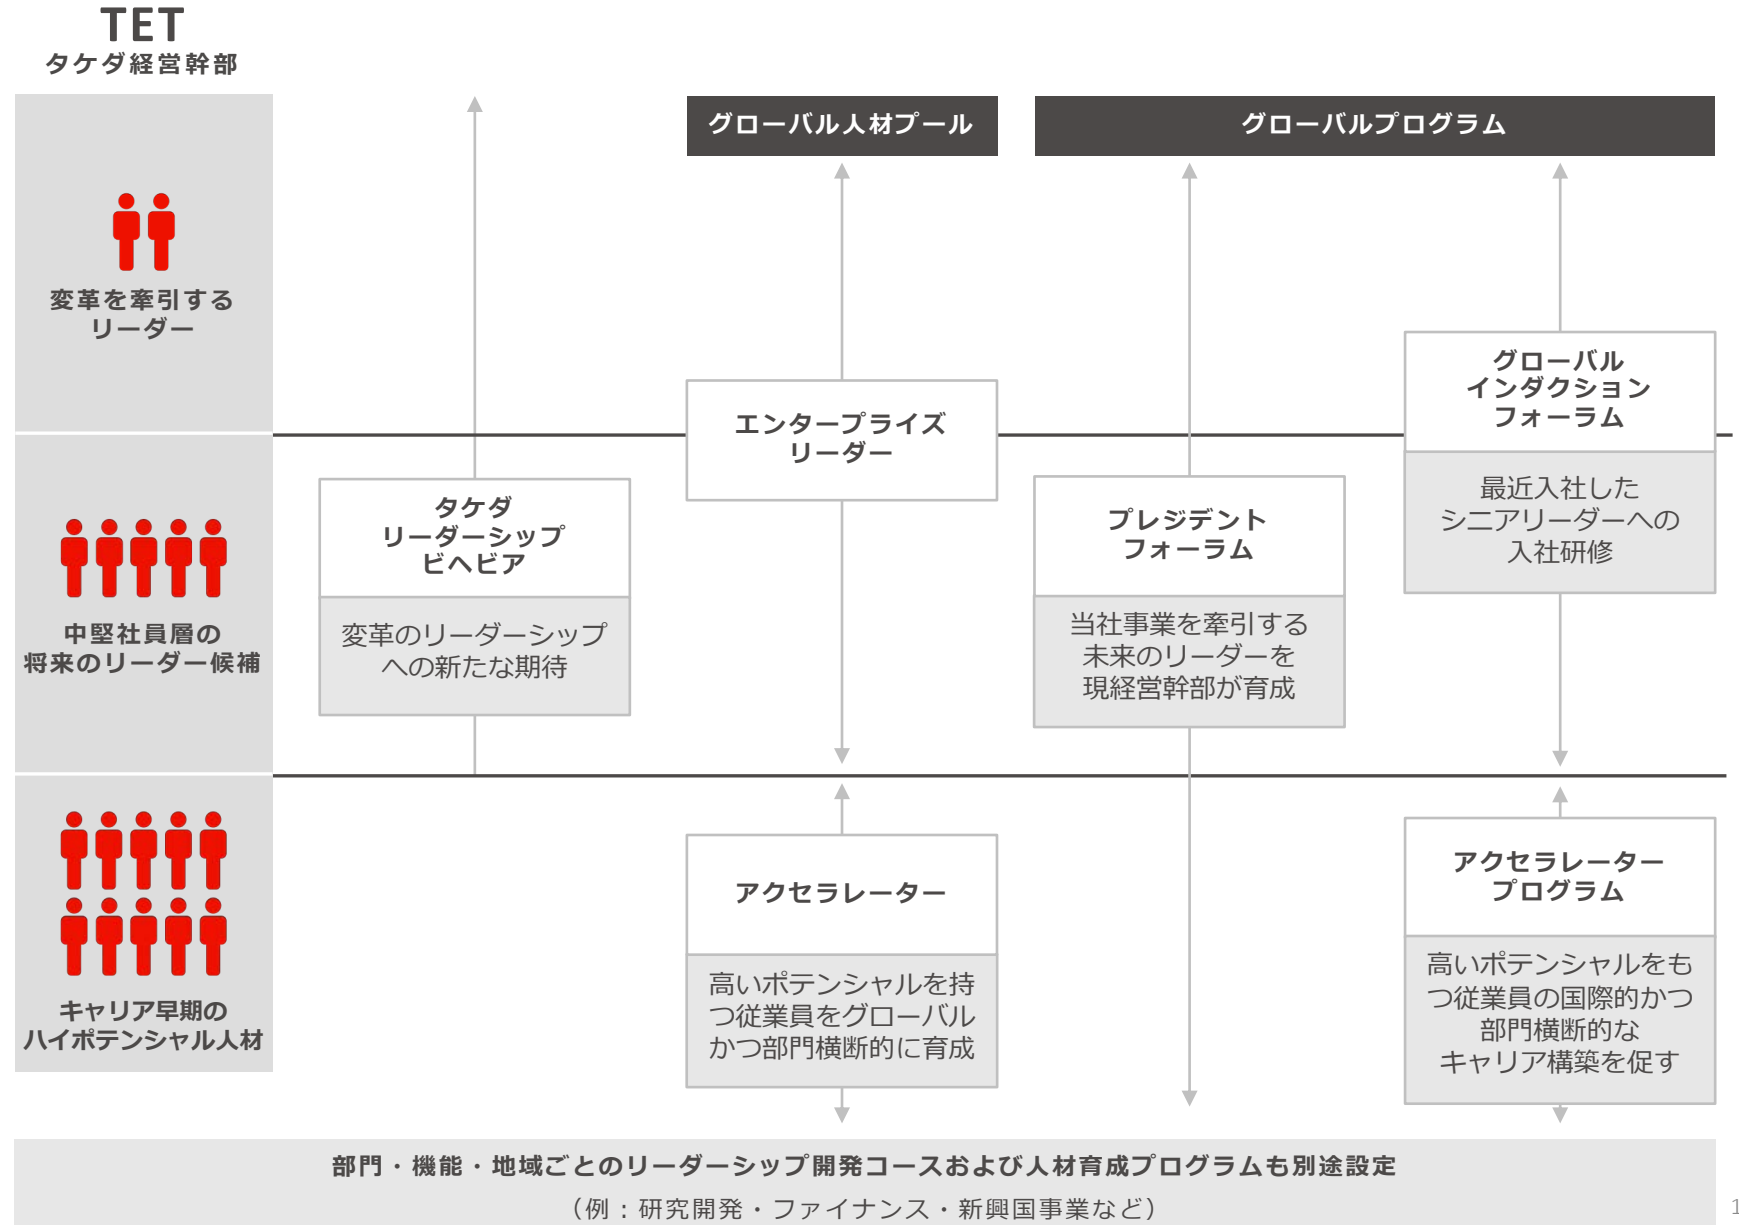 TET
タケダ経営幹部
グローバル人材プール
グローバルプログラム
変革を牽引する
リーダー
エンタープライズ
リーダー
グローバル
インダクション
フォーラム
最近入社した
シニアリーダーへの
入社研修
中堅社員層の
将来のリーダー候補
タケダ
リーダーシップ
ビヘビア
変革のリーダーシップ
への新たな期待
プレジデント
フォーラム
当社事業を牽引する
未来のリーダーを
現経営幹部が育成
キャリア早期の
ハイポテンシャル人材
アクセラレーター
高いポテンシャルを持
つ従業員をグローバル
かつ部門横断的に育成
アクセラレーター
プログラム
高いポテンシャルをも
つ従業員の国際的かつ
部門横断的な
キャリア構築を促す
部門・機能・地域ごとのリーダーシップ開発コースおよび人材育成プログラムも別途設定
（例：研究開発・ファイナンス・新興国事業など）
1